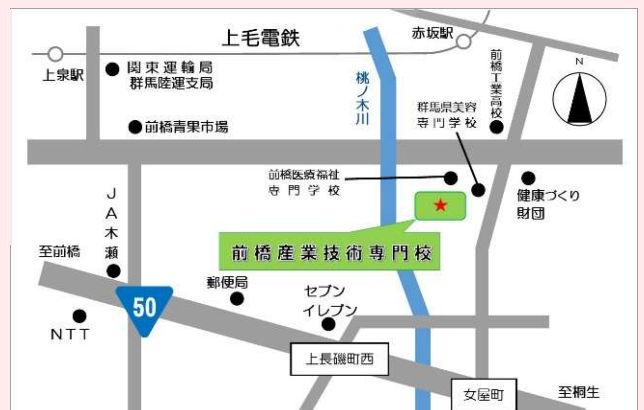 上毛電鉄
赤坂駅
上泉駅
関東運輸局
群馬陸運支局
前橋青果市場
桃ノ木川
前橋工業高校
N
群馬県美容
専門学校
前橋医療福祉
専門学校
健康づくり
財団
JA木瀬
前橋産業技術専門校
至前橋
郵便局
50
セブン
イレブン
NTT
上長磯町西
女屋町
至桐生